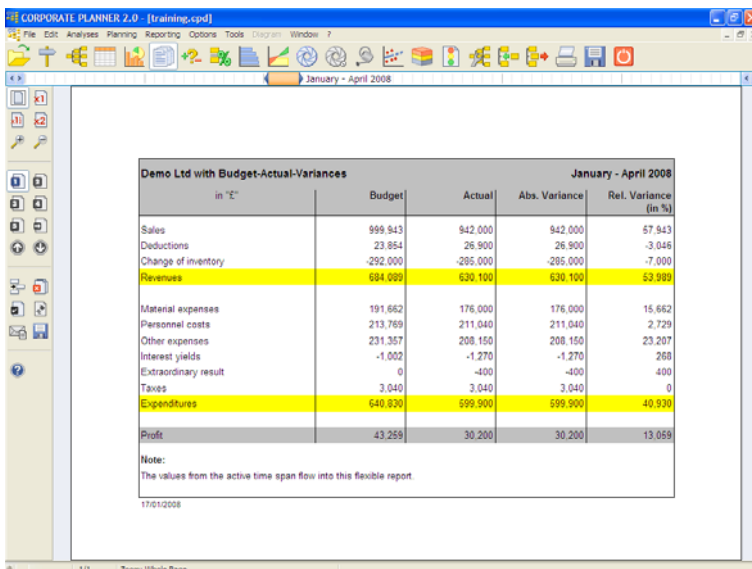 CORPORATE PLANNER 2.0 - [training.cpd]
File Edit Analyses Planning Reporting Options Tools Diagram Window ?
January - April 2008
Demo Ltd with Budget-Actual-Variances January - April 2008
in "£" Budget Actual Abs. Variance Rel. Variance
(in %)
Sales 999,943 942,000 942,000 57,943
Deductions 23,854 26,900 26,900 -3,046
Change of inventory -292,000 -285,000 -285,000 -7,000
Revenues 684,089 630,100 630,100 53,989
Material expenses 191,662 176,000 176,000 15,662
Personnel costs 213,769 211,040 211,040 2,729
Other expenses 231,357 208,150 208,150 23,207
Interest yields -1,002 -1,270 -1,270 268
Extraordinary result 0 -400 -400 400
Taxes 3,040 3,040 3,040 0
Expenditures 640,830 599,900 599,900 40,930
Profit 43,259 30,200 30,200 13,059
Note:
The values from the active time span flow into this flexible report.
17/01/2008